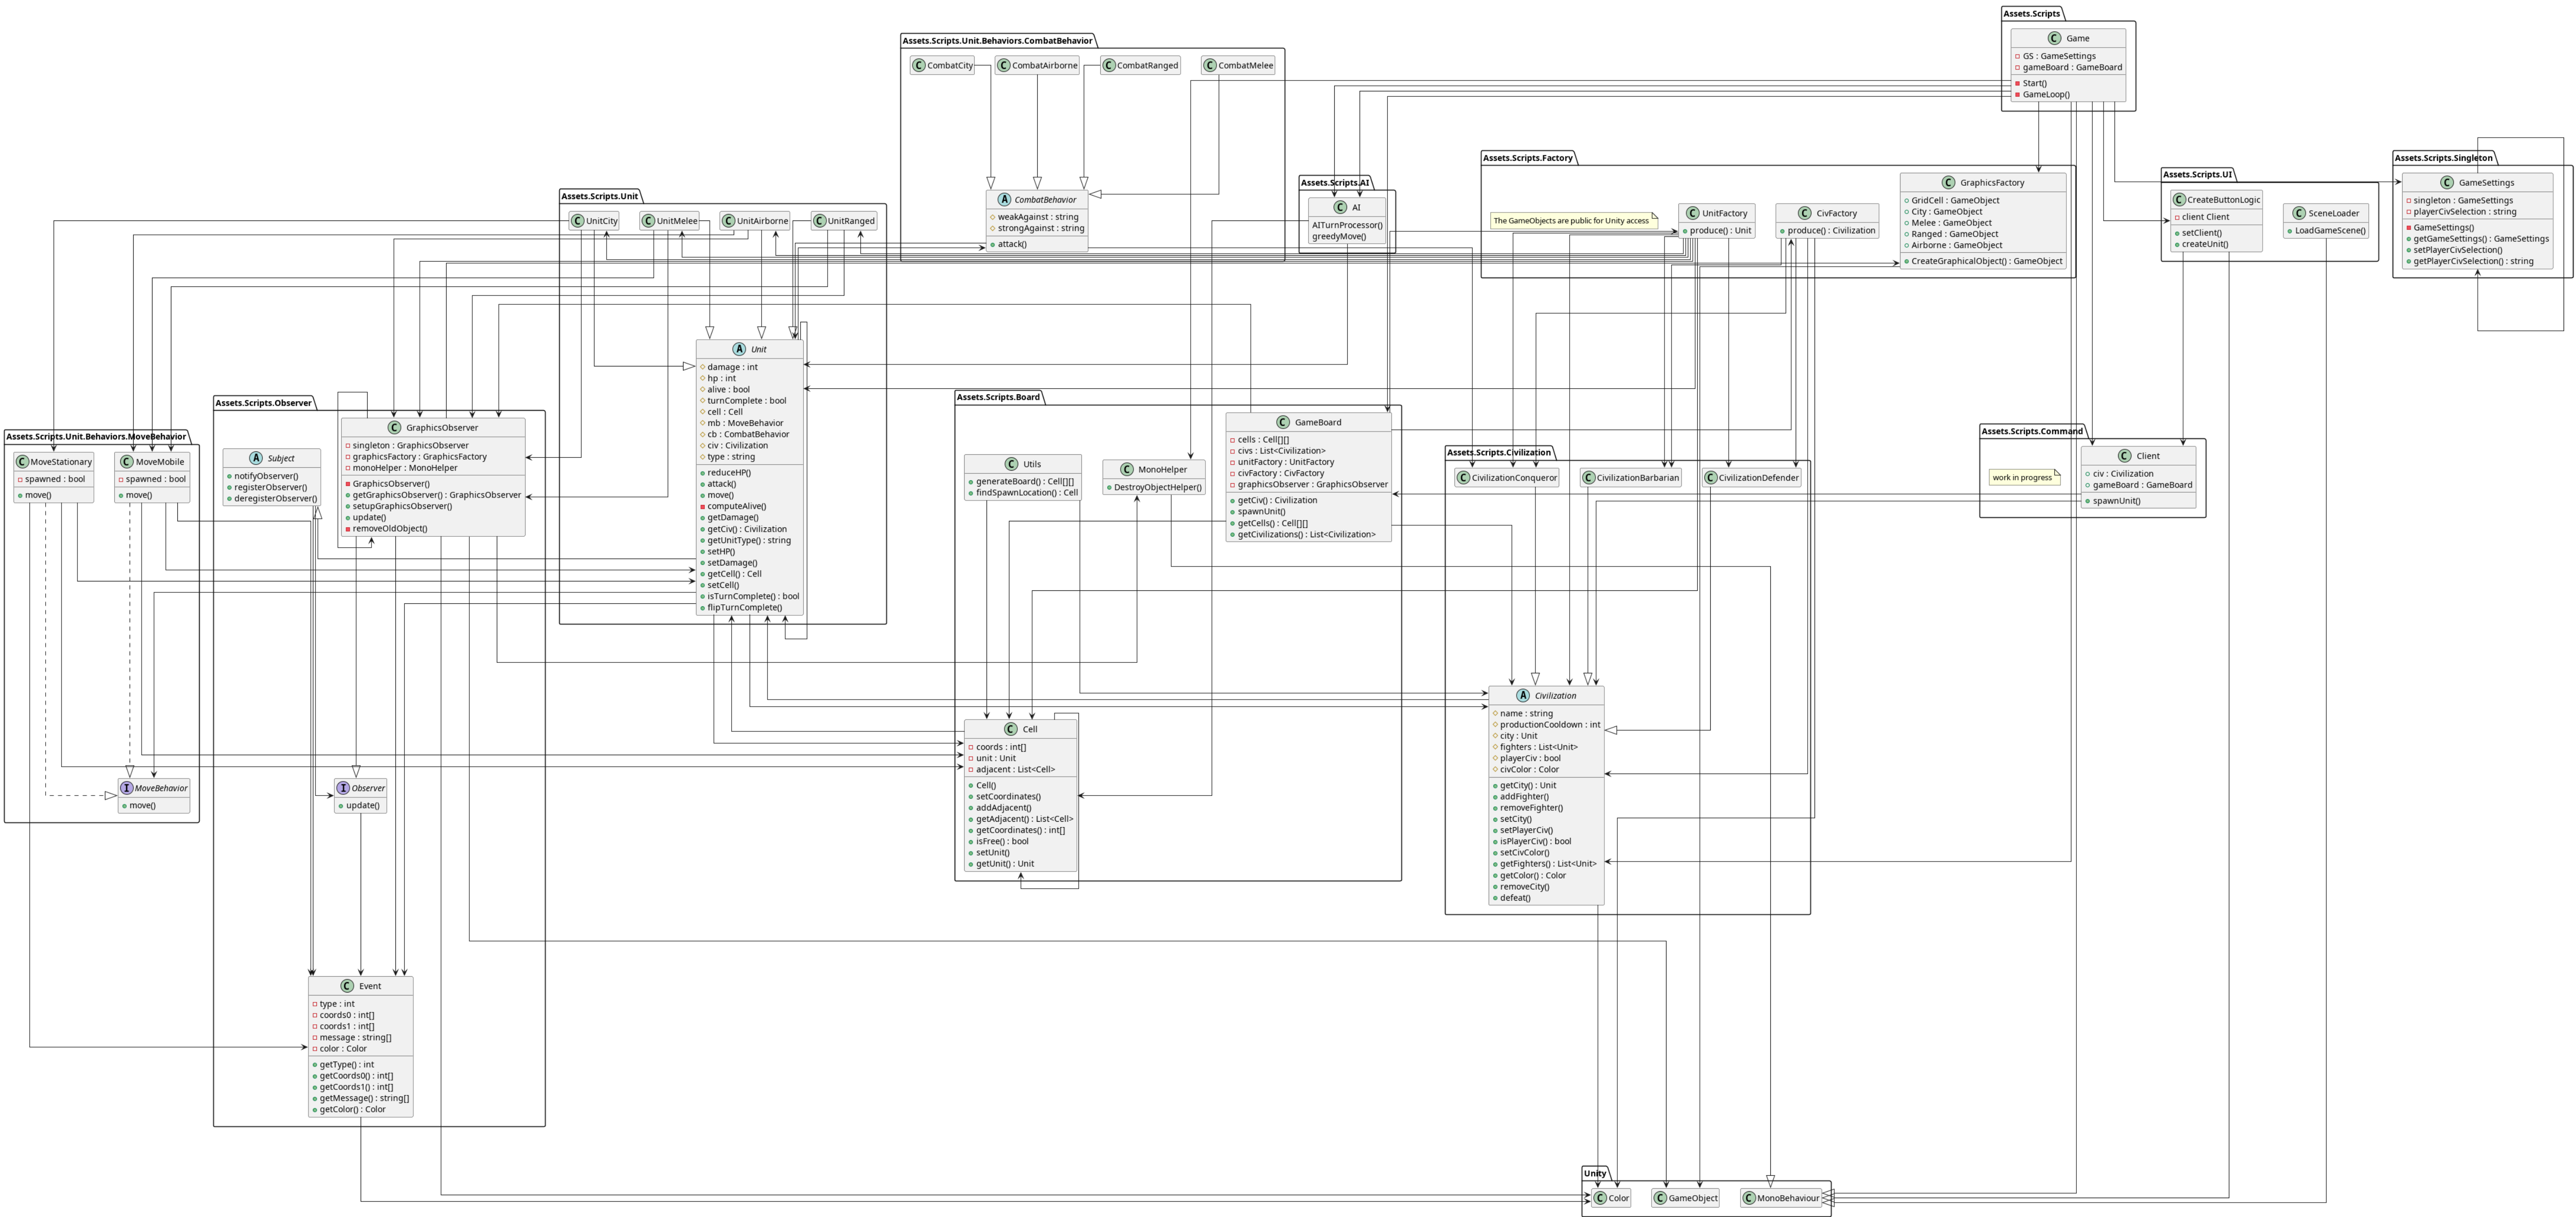 Assets.Scripts
C Game
GS : GameSettings
gameBoard : GameBoard
Start()
GameLoop()
Assets.Scripts.Unit.Behaviors.CombatBehavior
C CombatCity
C CombatAirborne
C CombatRanged
C CombatMelee
A CombatBehavior
weakAgainst : string
strongAgainst : string
attack()
Assets.Scripts.AI
C AI
AITurnProcessor()
greedyMove()
Assets.Scripts.Factory
The GameObjects are public for Unity access
C UnitFactory
produce() : Unit
C CivFactory
produce() : Civilization
C GraphicsFactory
GridCell : GameObject
City : GameObject
Melee : GameObject
Ranged : GameObject
Airborne : GameObject
CreateGraphicalObject() : GameObject
Assets.Scripts.UI
C CreateButtonLogic
client Client
setClient()
createUnit()
C SceneLoader
LoadGameScene()
Assets.Scripts.Singleton
C GameSettings
singleton : GameSettings
playerCivSelection : string
GameSettings()
getGameSettings() : GameSettings
setPlayerCivSelection()
getPlayerCivSelection() : string
Assets.Scripts.Unit
C UnitCity
C UnitMelee
C UnitAirborne
C UnitRanged
A Unit
damage : int
hp : int
alive : bool
turnComplete : bool
cell : Cell
mb : MoveBehavior
cb : CombatBehavior
civ : Civilization
type : string
reduceHP()
attack()
move()
computeAlive()
getDamage()
getCiv() : Civilization
getUnitType() : string
setHP()
setDamage()
getCell() : Cell
setCell()
isTurnComplete() : bool
flipTurnComplete()
Assets.Scripts.Unit.Behaviors.MoveBehavior
C MoveStationary
spawned : bool
move()
C MoveMobile
spawned : bool
move()
I MoveBehavior
move()
Assets.Scripts.Observer
A Subject
notifyObserver()
registerObserver()
deregisterObserver()
C GraphicsObserver
singleton : GraphicsObserver
graphicsFactory : GraphicsFactory
monoHelper : MonoHelper
GraphicsObserver()
getGraphicsObserver() : GraphicsObserver
setupGraphicsObserver()
update()
removeOldObject()
I Observer
update()
C Event
type : int
coords0 : int[]
coords1 : int[]
message : string[]
color : Color
getType() : int
getCoords0() : int[]
getCoords1() : int[]
getMessage() : string[]
getColor() : Color
Assets.Scripts.Board
C Utils
generateBoard() : Cell[][]
findSpawnLocation() : Cell
C MonoHelper
DestroyObjectHelper()
C GameBoard
cells : Cell[][]
civs : List<Civilization>
unitFactory : UnitFactory
civFactory : CivFactory
graphicsObserver : GraphicsObserver
getCiv() : Civilization
spawnUnit()
getCells() : Cell[][]
getCivilizations() : List<Civilization>
C Cell
coords : int[]
unit : Unit
adjacent : List<Cell>
Cell()
setCoordinates()
addAdjacent()
getAdjacent() : List<Cell>
getCoordinates() : int[]
isFree() : bool
setUnit()
getUnit() : Unit
Assets.Scripts.Civilization
C CivilizationConqueror
C CivilizationBarbarian
C CivilizationDefender
A Civilization
name : string
productionCooldown : int
city : Unit
fighters : List<Unit>
playerCiv : bool
civColor : Color
getCity() : Unit
addFighter()
removeFighter()
setCity()
setPlayerCiv()
isPlayerCiv() : bool
setCivColor()
getFighters() : List<Unit>
getColor() : Color
removeCity()
defeat()
Assets.Scripts.Command
work in progress
C Client
civ : Civilization
gameBoard : GameBoard
spawnUnit()
Unity
C Color
C GameObject
C MonoBehaviour